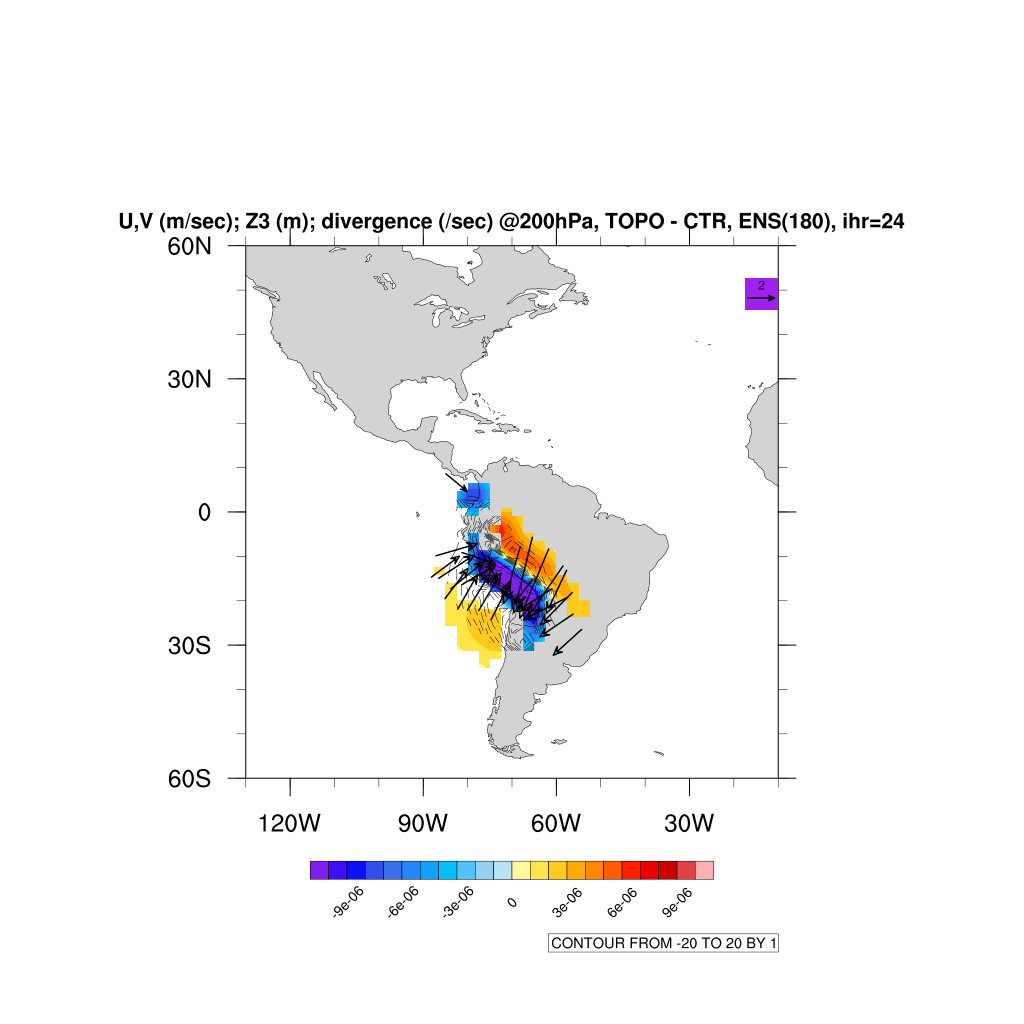 U,V (m/sec); Z3 (m); divergence (/sec) @200hPa, TOPO - CTR, ENS(180), ihr=24
60N
2
30N
0
30S
60S
120W 90W 60W 30W
-9e-06 -6e-06 -3e-06 0 3e-06 6e-06 9e-06
CONTOUR FROM -20 TO 20 BY 1